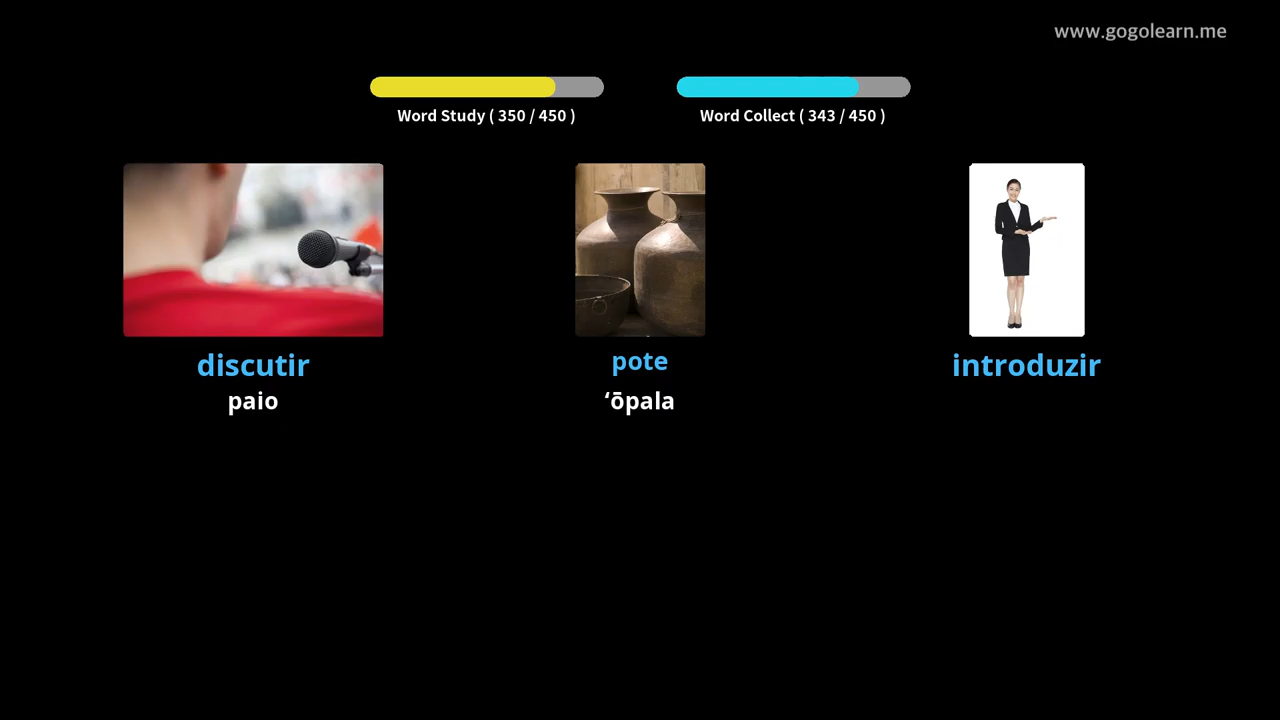 www.gogolearn.me
Word Study ( 350 / 450 )
Word Collect ( 343 / 450 )
discutir
paio
pote
ʻōpala
introduzir